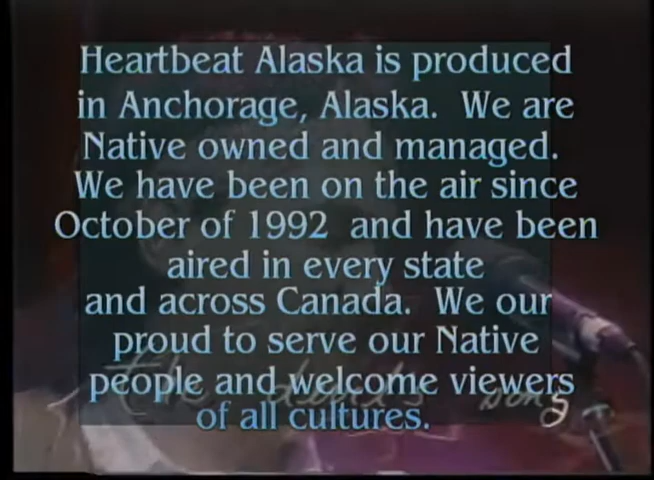 Heartbeat Alaska is produced
in Anchorage, Alaska. We are
Native owned and managed.
We have been on the air since
October of 1992 and have been
aired in every state
and across Canada. We our
proud to serve our Native
people and welcome viewers
of all cultures.
the
song